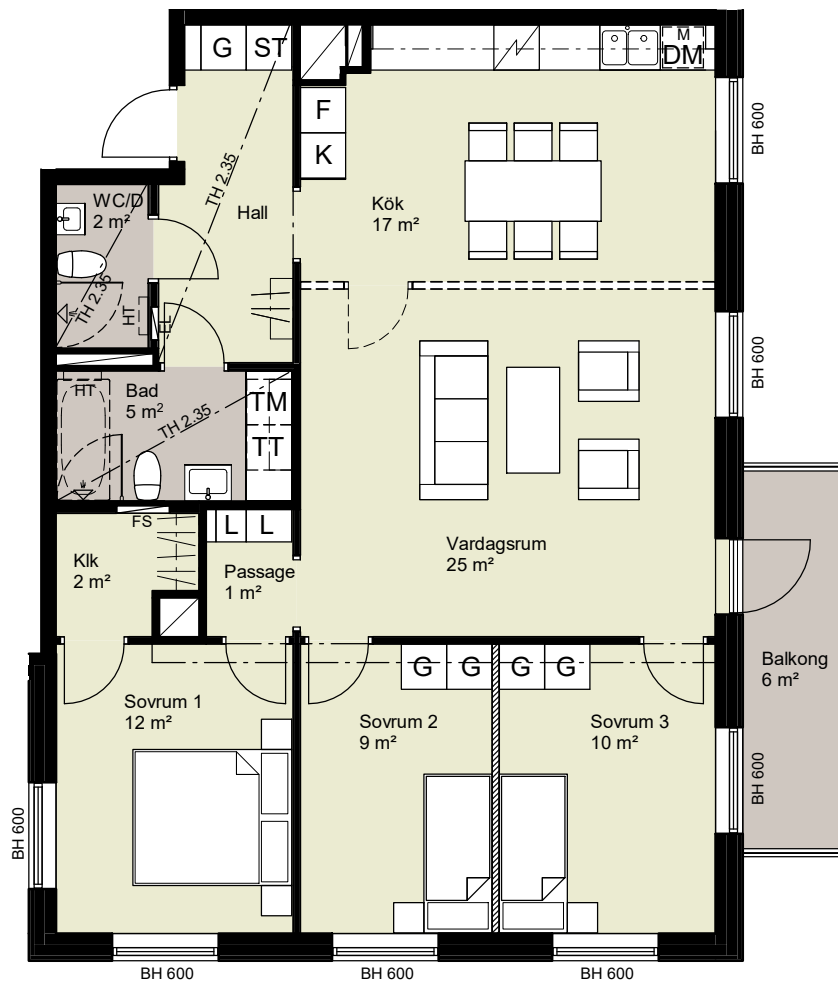 G ST
M
DM
F
K
BH 600
TH 2.35
WC/D
2 m²
Hall
Kök
17 m²
TH 2.35
HT
EL
BH 600
HT
Bad
5 m²
TH 2.35
TM
TT
FS
L L
Klk
2 m²
Passage
1 m²
Vardagsrum
25 m²
Balkong
6 m²
G G G G
Sovrum 1
12 m²
Sovrum 2
9 m²
Sovrum 3
10 m²
BH 600
BH 600
BH 600
BH 600
BH 600